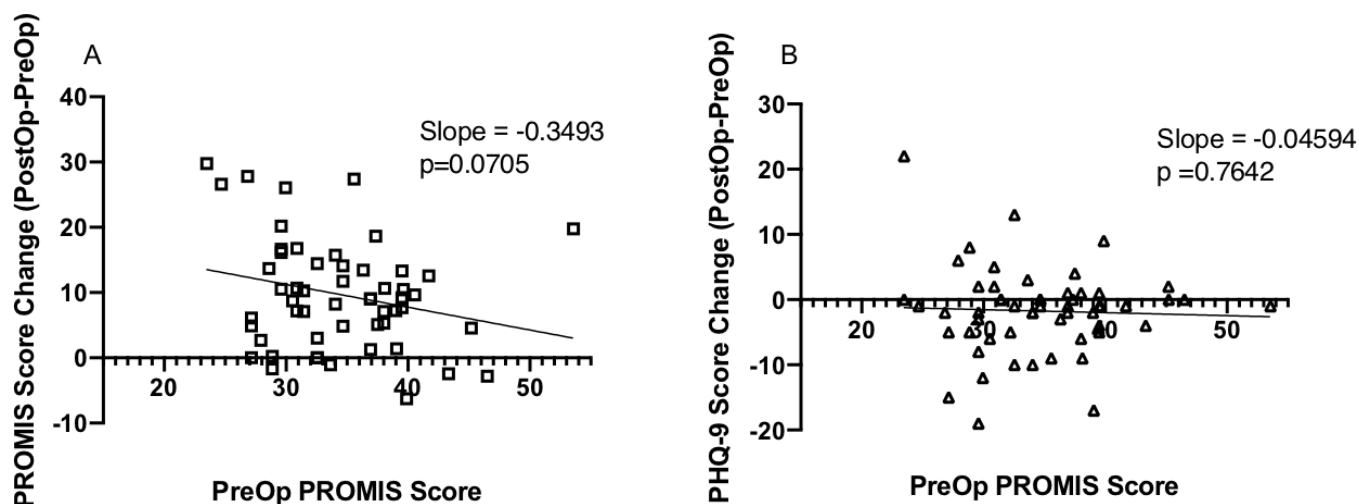 A
PROMIS Score Change (PostOp-PreOp)
40
30
20
10
0
-10
20
30
40
50
Slope = -0.3493
p=0.0705
PreOp PROMIS Score
B
PHQ-9 Score Change (PostOp-PreOp)
30
20
10
0
-10
-20
20
30
40
50
Slope = -0.04594
p =0.7642
PreOp PROMIS Score